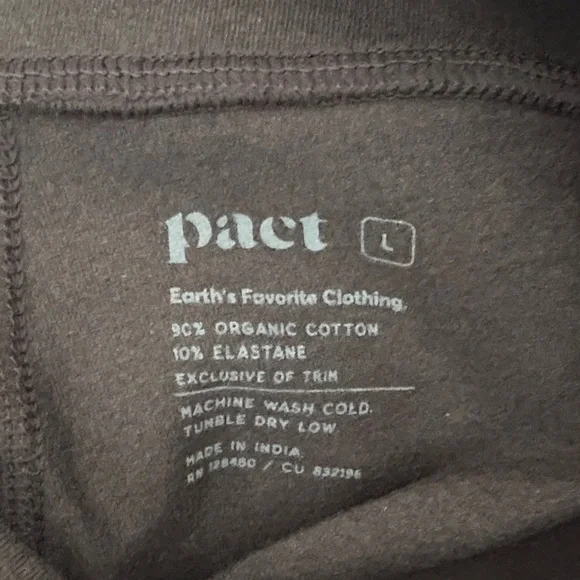 pact L
Earth's Favorite Clothing.
90% ORGANIC COTTON
10% ELASTANE
EXCLUSIVE OF TRIM
MACHINE WASH COLD.
TUMBLE DRY LOW
MADE IN INDIA
RN 128460 / CU 832196